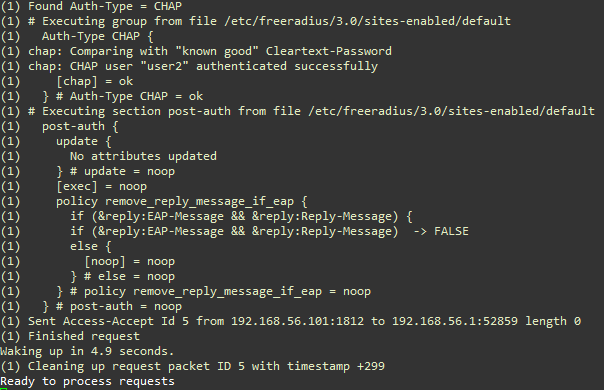 (1) Found Auth-Type = CHAP
(1) # Executing group from file /etc/freeradius/3.0/sites-enabled/default
(1)   Auth-Type CHAP {
(1) chap: Comparing with "known good" Cleartext-Password
(1) chap: CHAP user "user2" authenticated successfully
(1)     [chap] = ok
(1)   } # Auth-Type CHAP = ok
(1) # Executing section post-auth from file /etc/freeradius/3.0/sites-enabled/default
(1)   post-auth {
(1)     update {
(1)       No attributes updated
(1)     } # update = noop
(1)     [exec] = noop
(1)     policy remove_reply_message_if_eap {
(1)       if (&reply:EAP-Message && &reply:Reply-Message) {
(1)       if (&reply:EAP-Message && &reply:Reply-Message)  -> FALSE
(1)       else {
(1)         [noop] = noop
(1)       } # else = noop
(1)     } # policy remove_reply_message_if_eap = noop
(1)   } # post-auth = noop
(1) Sent Access-Accept Id 5 from 192.168.56.101:1812 to 192.168.56.1:52859 length 0
(1) Finished request
Waking up in 4.9 seconds.
(1) Cleaning up request packet ID 5 with timestamp +299
Ready to process requests